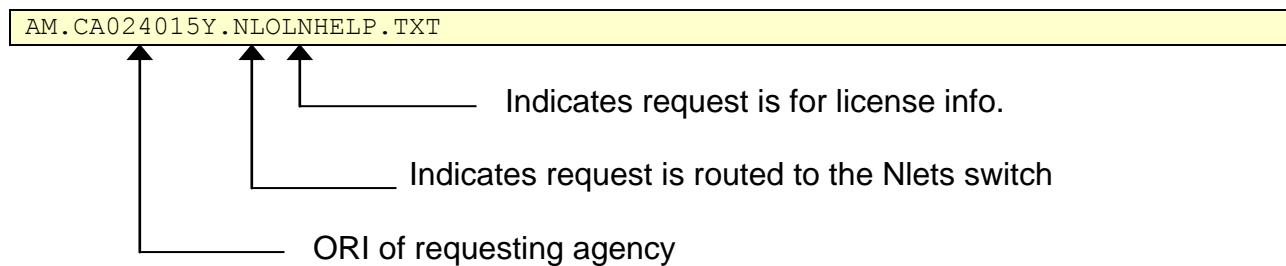 AM.CA024015Y.NLOLNHELP.TXT
Indicates request is for license info.
Indicates request is routed to the Nlets switch
ORI of requesting agency